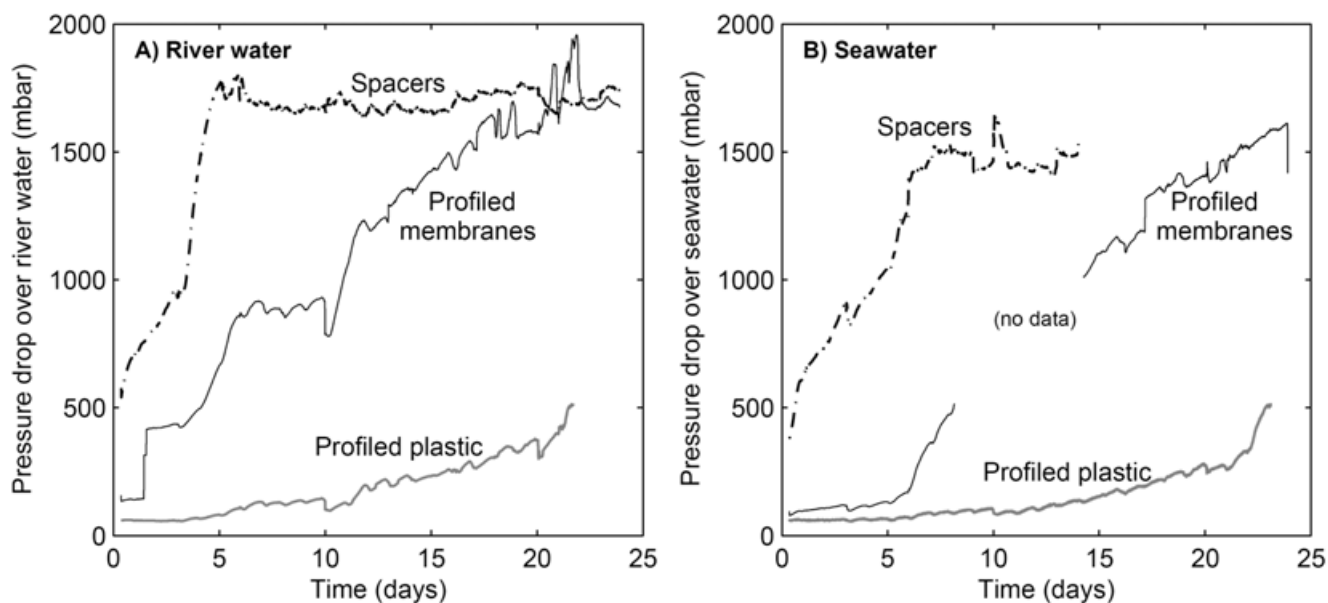 A) River water
Spacers
Profiled
membranes
Profiled plastic
Pressure drop over river water (mbar)
2000
1500
1000
500
0
0 5 10 15 20 25
Time (days)
B) Seawater
Spacers
Profiled
membranes
(no data)
Profiled plastic
Pressure drop over seawater (mbar)
2000
1500
1000
500
0
0 5 10 15 20 25
Time (days)